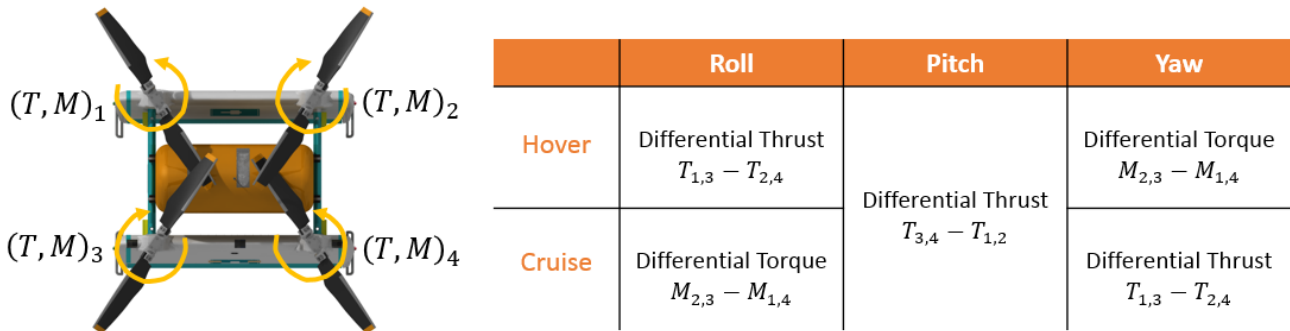 (T, M)₁
(T, M)₂
(T, M)₃
(T, M)₄
Roll Pitch Yaw
Hover
Differential Thrust
T₁,₃ − T₂,₄
Differential Thrust
T₃,₄ − T₁,₂
Differential Torque
M₂,₃ − M₁,₄
Cruise
Differential Torque
M₂,₃ − M₁,₄
Differential Thrust
T₁,₃ − T₂,₄